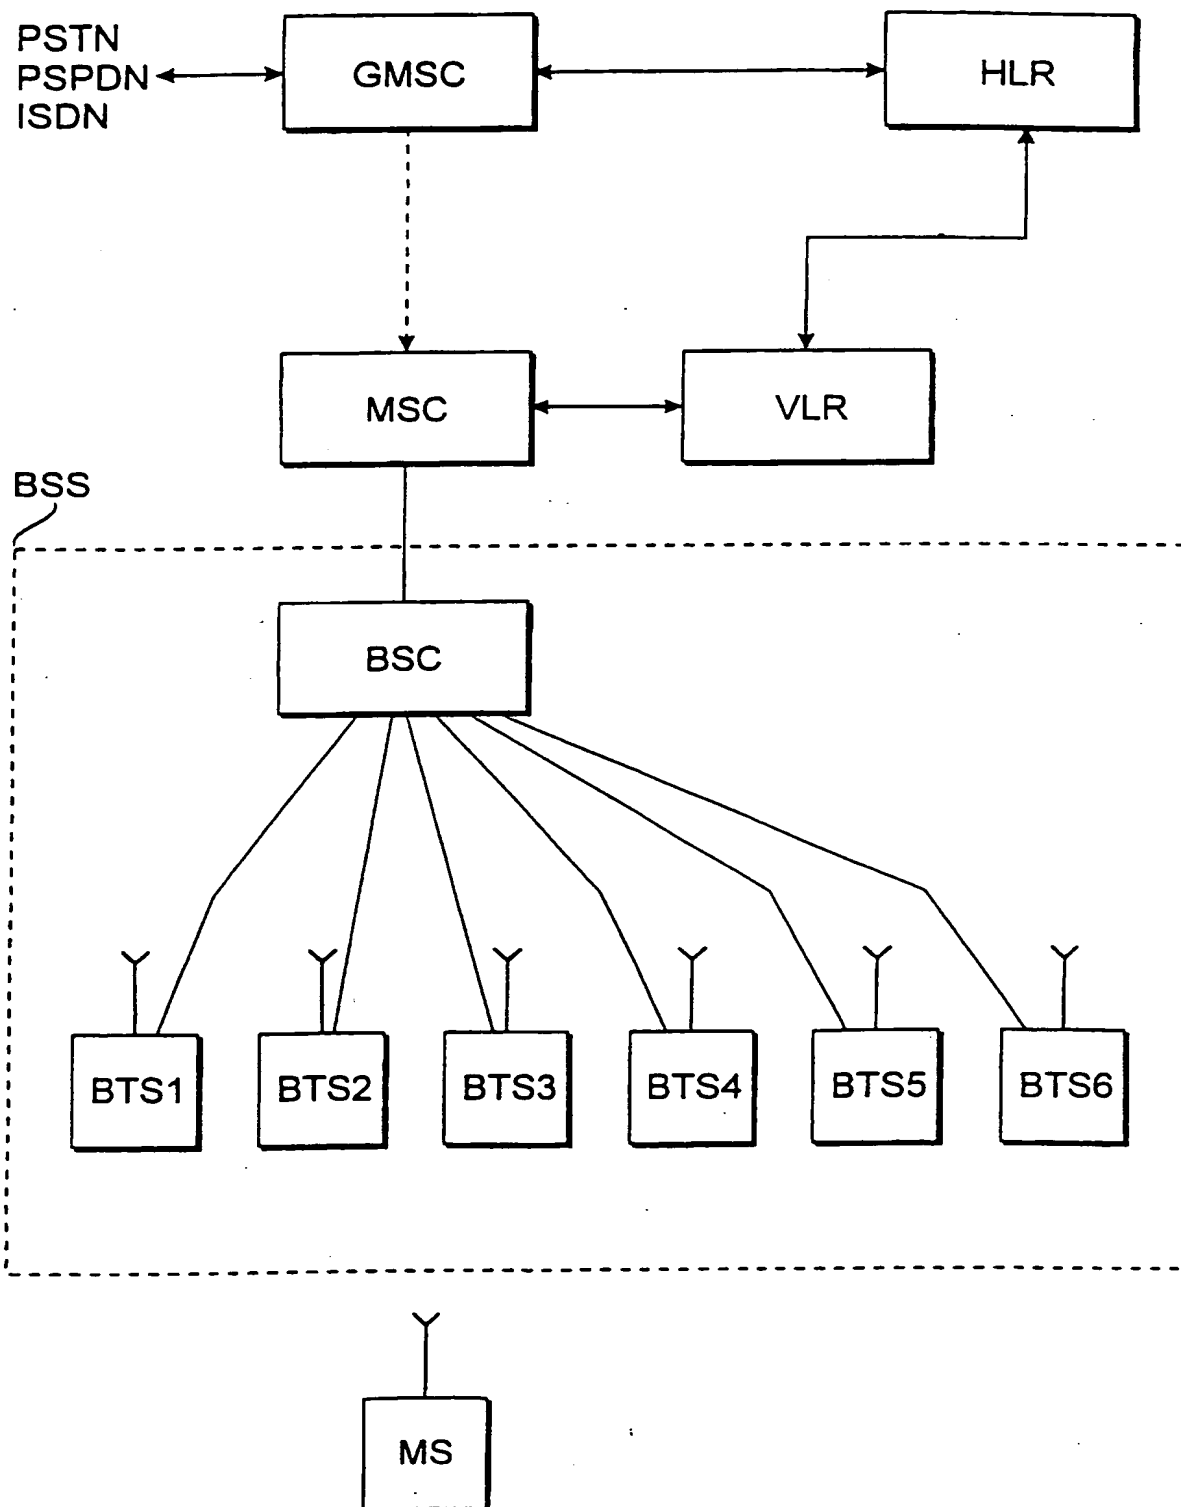 PSTN
PSPDN
ISDN
GMSC
HLR
MSC
VLR
BSS
BSC
BTS1
BTS2
BTS3
BTS4
BTS5
BTS6
MS